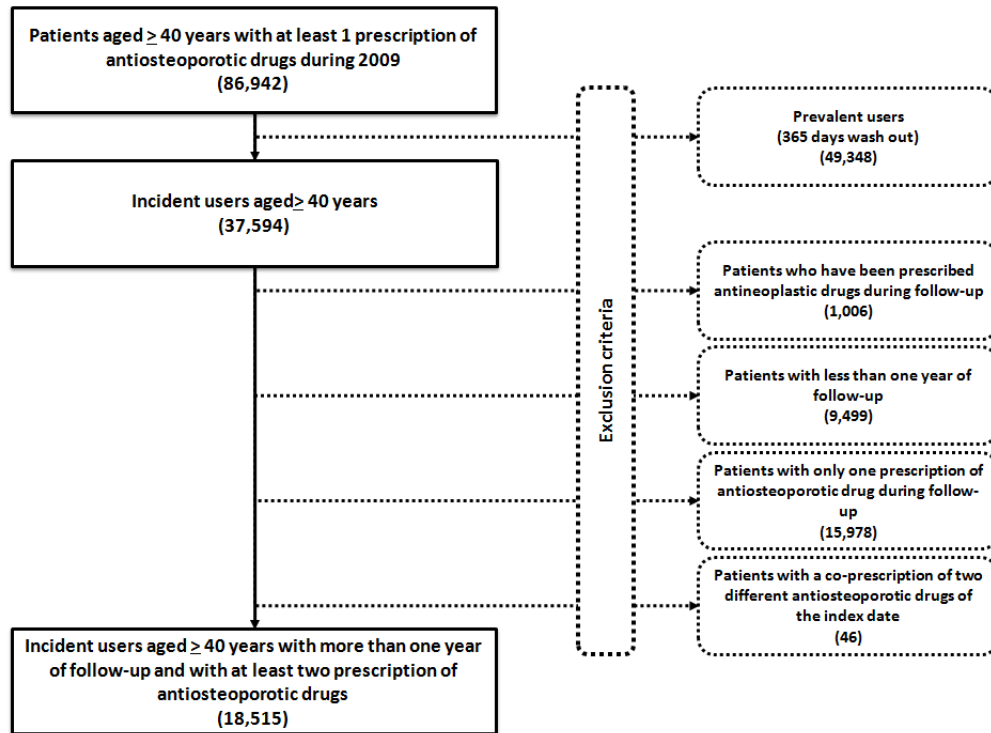 Patients aged ≥ 40 years with at least 1 prescription of
antiosteoporotic drugs during 2009
(86,942)
Prevalent users
(365 days wash out)
(49,348)
Incident users aged≥ 40 years
(37,594)
Exclusion criteria
Patients who have been prescribed
antineoplastic drugs during follow-up
(1,006)
Patients with less than one year of
follow-up
(9,499)
Patients with only one prescription of
antiosteoporotic drug during follow-
up
(15,978)
Patients with a co-prescription of two
different antiosteoporotic drugs of
the index date
(46)
Incident users aged ≥ 40 years with more than one year
of follow-up and with at least two prescription of
antiosteoporotic drugs
(18,515)